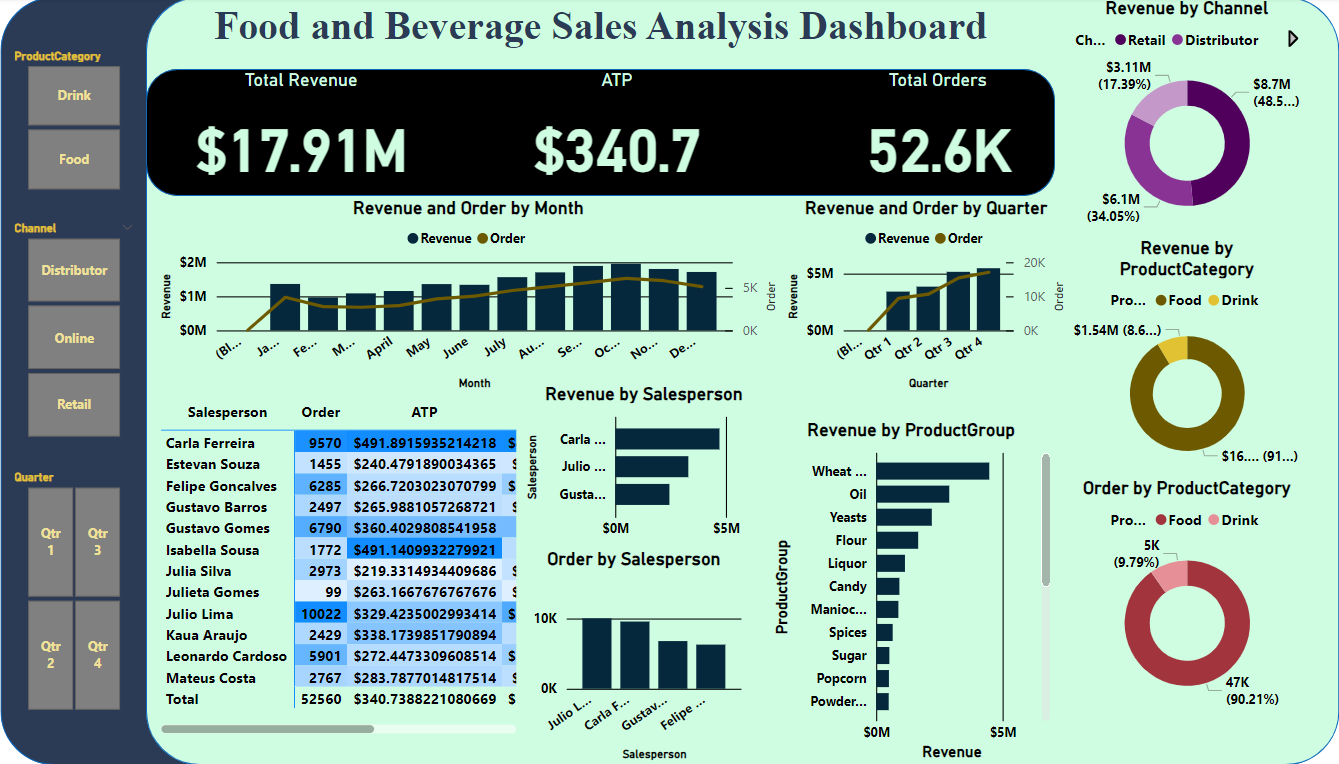 Food and Beverage Sales Analysis Dashboard
ProductCategory
Drink
Food
Channel
Distributor
Online
Retail
Quarter
Qtr 1
Qtr 3
Qtr 2
Qtr 4
Total Revenue
ATP
Total Orders
$17.91M
$340.7
52.6K
Revenue and Order by Month
Revenue Order
Revenue
$2M
$1M
$0M
5K
0K
Order
(Bl... Ja... Fe... M... April May June July Au... Se... Oc... No... De...
Month
Revenue and Order by Quarter
Revenue Order
Revenue
$5M
$0M
20K
10K
0K
Order
(Bl... Qtr 1 Qtr 2 Qtr 3 Qtr 4
Quarter
Salesperson Order ATP
Carla Ferreira 9570 $491.8915935214218 $
Estevan Souza 1455 $240.4791890034365 $
Felipe Goncalves 6285 $266.7203023070799 $
Gustavo Barros 2497 $265.9881057268721 $
Gustavo Gomes 6790 $360.4029808541958
Isabella Sousa 1772 $491.1409932279921
Julia Silva 2973 $219.3314934409686 $
Julieta Gomes 99 $263.1667676767676 $
Julio Lima 10022 $329.4235002993414 $
Kaua Araujo 2429 $338.1739851790894
Leonardo Cardoso 5901 $272.4473309608514 $
Mateus Costa 2767 $283.7877014817514 $
Total 52560 $340.7388221080669 $
Revenue by Salesperson
Salesperson
Carla ...
Julio ...
Gusta...
$0M $5M
Order by Salesperson
10K
0K
Julio L... Carla F... Gustav... Felipe ...
Salesperson
Revenue by ProductGroup
ProductGroup
Wheat ...
Oil
Yeasts
Flour
Liquor
Candy
Manioc...
Spices
Sugar
Popcorn
Powder...
$0M $5M
Revenue
Revenue by Channel
Ch... Retail Distributor
$3.11M
(17.39%)
$8.7M
(48.5...)
$6.1M
(34.05%)
Revenue by
ProductCategory
Pro... Food Drink
$1.54M (8.6...)
$16.... (91...)
Order by ProductCategory
Pro... Food Drink
5K
(9.79%)
47K
(90.21%)